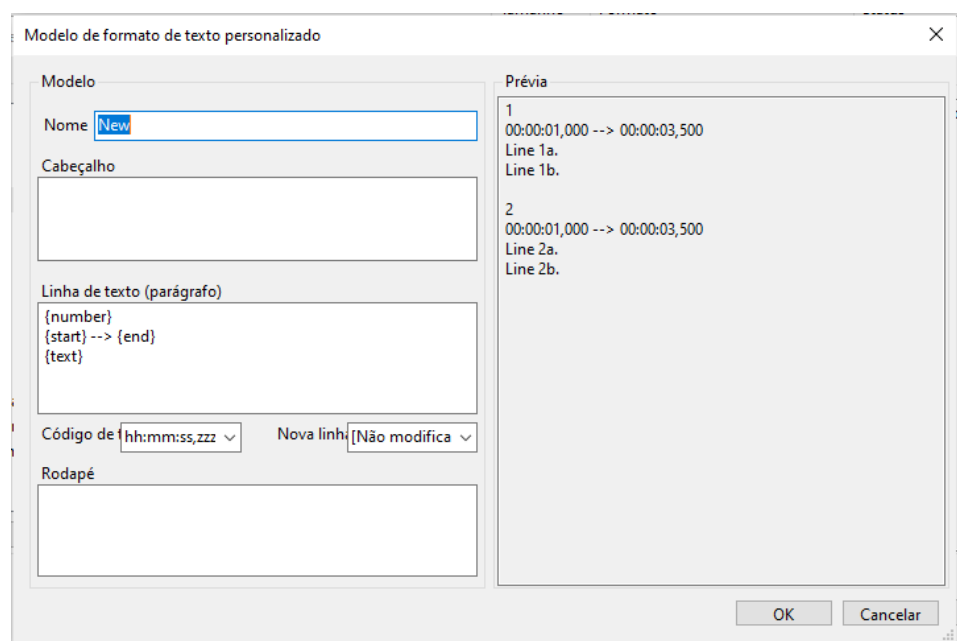 Modelo de formato de texto personalizado
Modelo
Nome New
Cabeçalho
Linha de texto (parágrafo)
{number}
{start} --> {end}
{text}
Código de hh:mm:ss,zzz
Nova linha [Não modifica
Rodapé
Prévia
1
00:00:01,000 --> 00:00:03,500
Line 1a.
Line 1b.
2
00:00:01,000 --> 00:00:03,500
Line 2a.
Line 2b.
OK
Cancelar